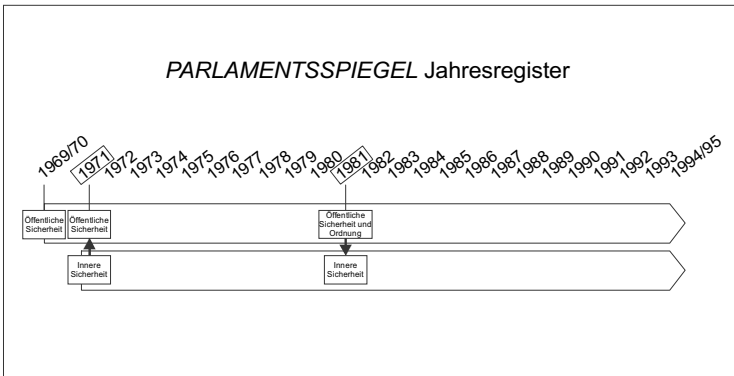 PARLAMENTSSPIEGEL Jahresregister
1969/70
1971
1972
1973
1974
1975
1976
1977
1978
1979
1980
1981
1982
1983
1984
1985
1986
1987
1988
1989
1990
1991
1992
1993
1994/95
Öffentliche
Sicherheit
Öffentliche
Sicherheit
Öffentliche
Sicherheit und
Ordnung
Innere
Sicherheit
Innere
Sicherheit